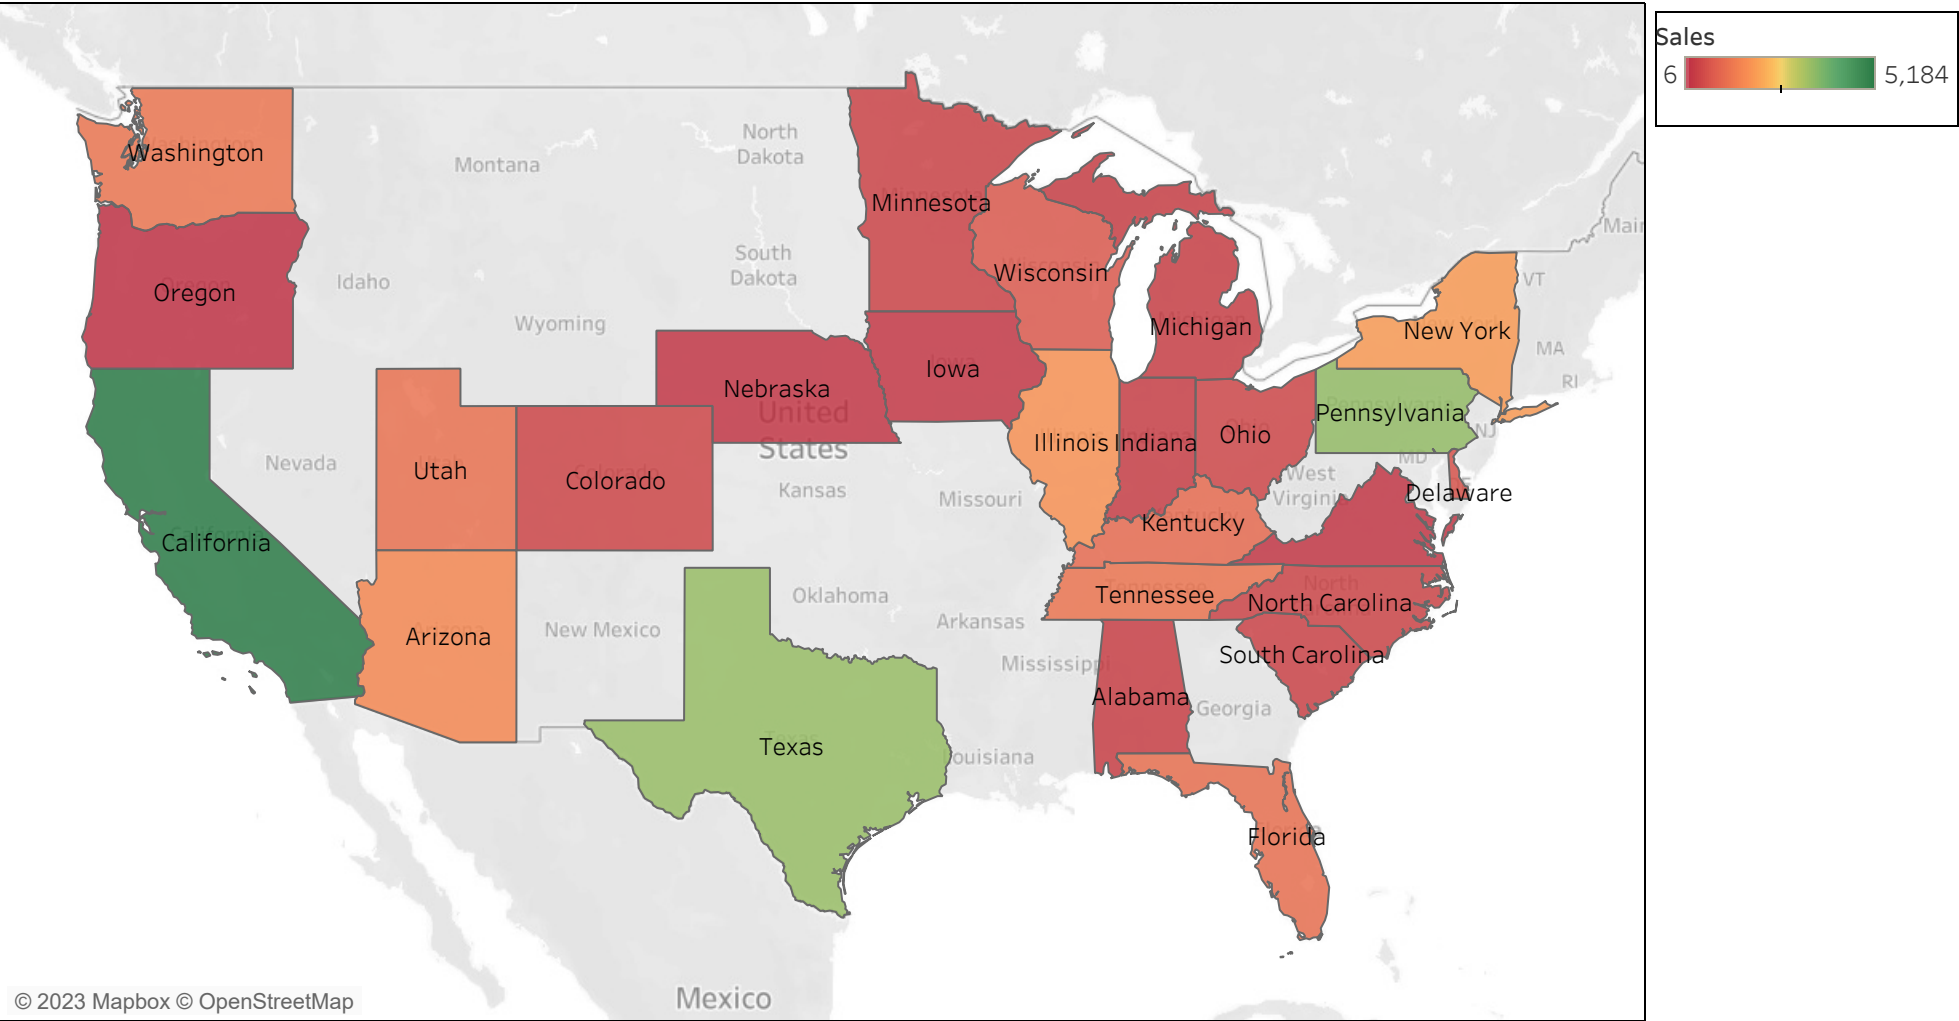 Sales
6
5,184
Washington
Montana
North
Dakota
Minnesota
Oregon
Idaho
South
Dakota
Wisconsin
Wyoming
Michigan
New York
VT
MA
RI
Iowa
Nebraska
United
States
Pennsylvania
NJ
MD
Illinois
Indiana
Ohio
Nevada
Utah
Colorado
Kansas
Missouri
West
Virgini
Delaware
California
Kentucky
Tennessee
North
North Carolina
Oklahoma
Arkansas
Arizona
New Mexico
Mississippi
South Carolina
Alabama
Georgia
Texas
Louisiana
Florida
Mexico
Mai
© 2023 Mapbox © OpenStreetMap